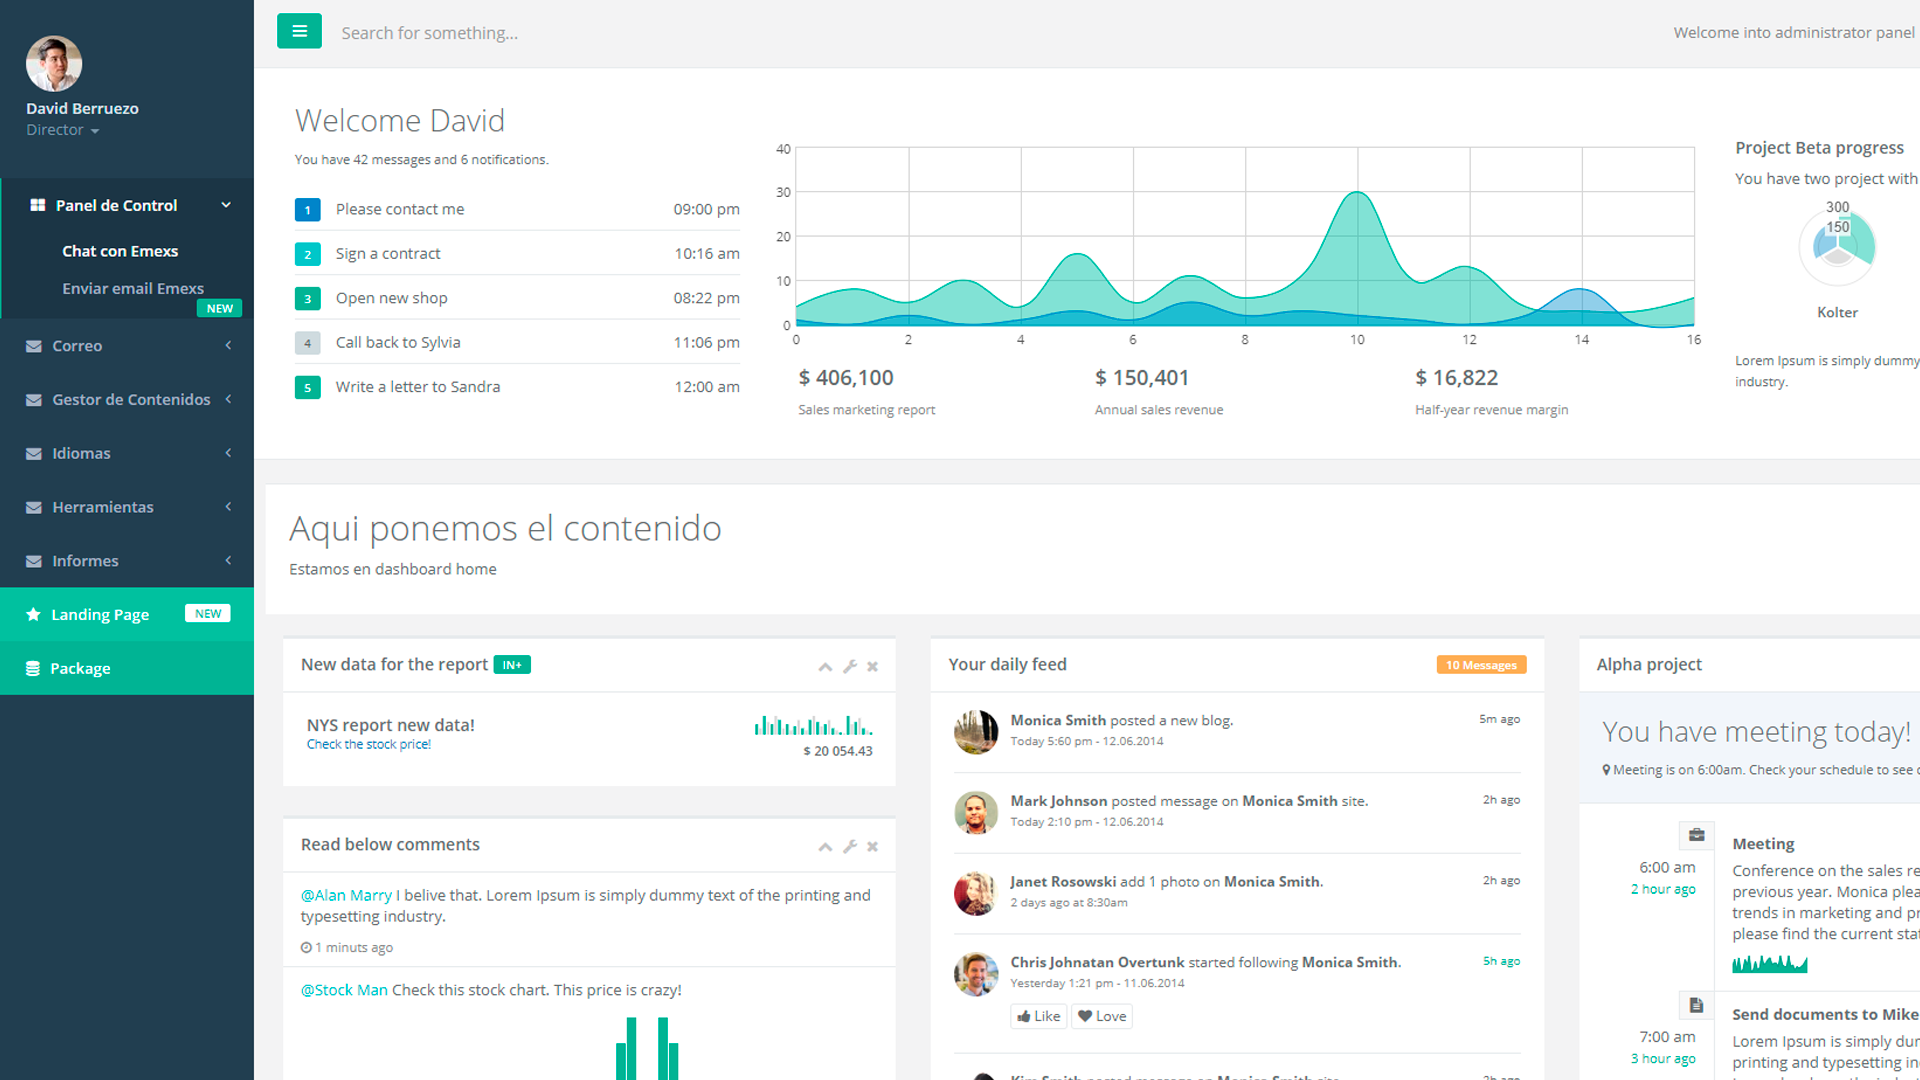 David Berruezo
Director
Panel de Control
Chat con Emexs
Enviar email Emexs
NEW
Correo
Gestor de Contenidos
Idiomas
Herramientas
Informes
Landing Page NEW
Package
Search for something...
Welcome into administrator panel
Welcome David
You have 42 messages and 6 notifications.
1 Please contact me 09:00 pm
2 Sign a contract 10:16 am
3 Open new shop 08:22 pm
4 Call back to Sylvia 11:06 pm
5 Write a letter to Sandra 12:00 am
40
30
20
10
0
0 2 4 6 8 10 12 14 16
$ 406,100
Sales marketing report
$ 150,401
Annual sales revenue
$ 16,822
Half-year revenue margin
Project Beta progress
You have two project with
300
150
Kolter
Lorem Ipsum is simply dummy
industry.
Aqui ponemos el contenido
Estamos en dashboard home
New data for the report IN+
NYS report new data!
Check the stock price!
$ 20 054.43
Read below comments
@Alan Marry I belive that. Lorem Ipsum is simply dummy text of the printing and
typesetting industry.
1 minuts ago
@Stock Man Check this stock chart. This price is crazy!
Your daily feed 10 Messages
Monica Smith posted a new blog. 5m ago
Today 5:60 pm - 12.06.2014
Mark Johnson posted message on Monica Smith site. 2h ago
Today 2:10 pm - 12.06.2014
Janet Rosowski add 1 photo on Monica Smith. 2h ago
2 days ago at 8:30am
Chris Johnatan Overtunk started following Monica Smith. 5h ago
Yesterday 1:21 pm - 11.06.2014
Like Love
Kim Smith posted message on Monica Smith site. 2h ago
Alpha project
You have meeting today!
Meeting is on 6:00am. Check your schedule to see
6:00 am
2 hour ago
Meeting
Conference on the sales re
previous year. Monica plea
trends in marketing and pr
please find the current stat
7:00 am
3 hour ago
Send documents to Mike
Lorem Ipsum is simply dur
printing and typesetting in